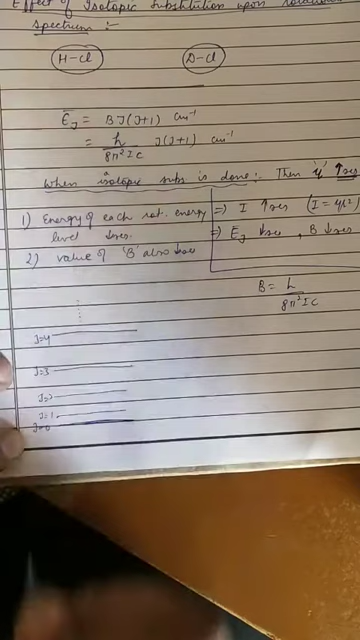 Effect of Isotopic Substitution upon rotational
spectrum :-
H-Cl D-Cl
Ē_J = BJ(J+1) cm⁻¹
= h/8π²IC J(J+1) cm⁻¹
When isotopic subs is done:- Then 'μ' ↑ses
1) Energy of each rot. energy level ↓ses.
2) value of 'B' also ↓ses
⇒ I ↑ses (I = μr²)
⇒ E_J ↓ses , B ↓ses
B = h/8π²IC
J=4
J=3
J=2
J=1
J=0